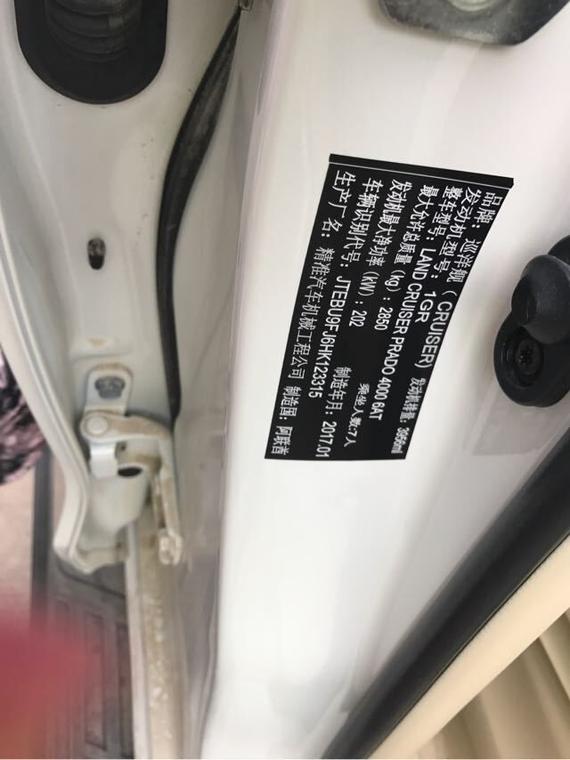 品牌：巡洋舰（CRUISER） 发动机排量：3956ml
发动机型号：1GR
整车型号：LAND CRUISER PRADO 4000 GAT
最大允许总质量（kg）：2850 乘坐人数：7人
发动机最大净功率（kW）：202 制造年月：2017.01
车辆识别代号：JTEBU9FJ6HK123315
生产厂名：精准汽车机械工程公司 制造国：阿联酋